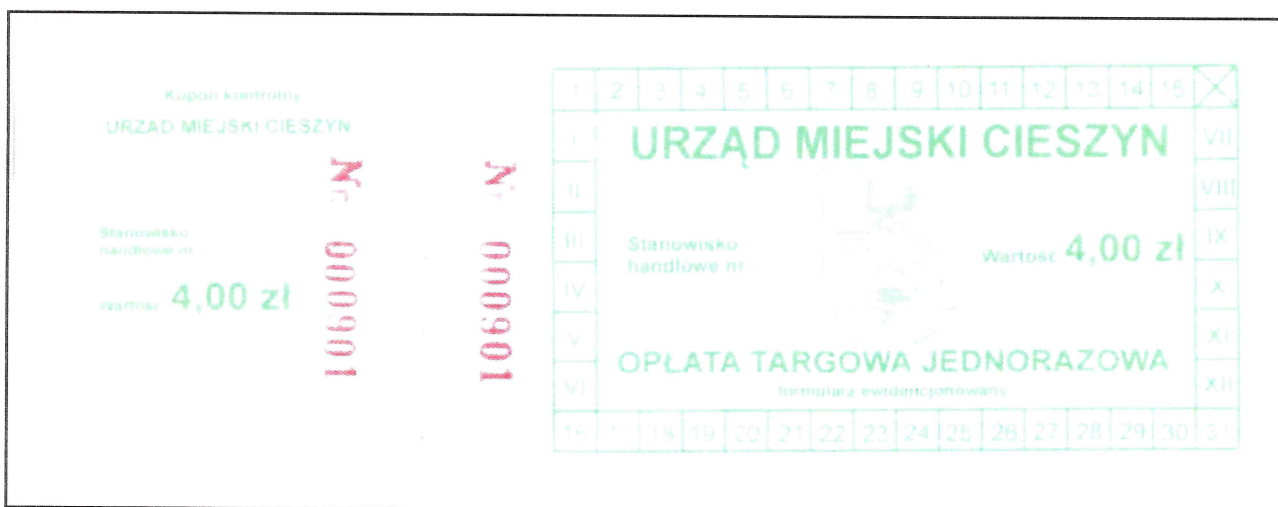 Kupon kontrolny
URZĄD MIEJSKI CIESZYN
Stanowisko
handlowe nr
Wartość 4,00 zł
Nr 000901
Nr 000901
1 2 3 4 5 6 7 8 9 10 11 12 13 14 15
I
II
III
IV
V
VI
URZĄD MIEJSKI CIESZYN
Stanowisko
handlowe nr
Wartość 4,00 zł
OPŁATA TARGOWA JEDNORAZOWA
formularz ewidencjonowany
VII
VIII
IX
X
XI
XII
16 18 19 20 21 22 23 24 25 26 27 28 29 30 31